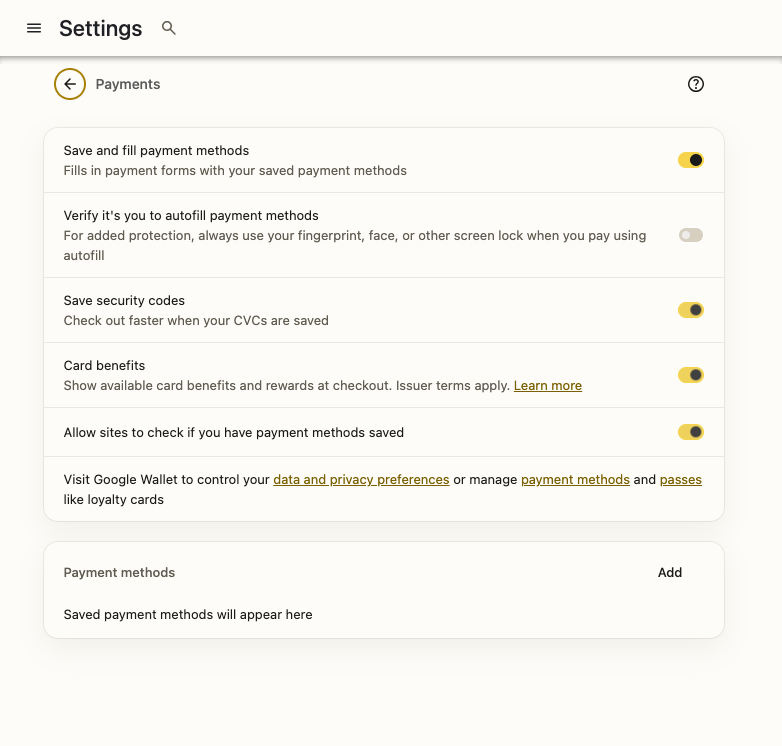 Settings
Payments
Save and fill payment methods
Fills in payment forms with your saved payment methods
Verify it's you to autofill payment methods
For added protection, always use your fingerprint, face, or other screen lock when you pay using
autofill
Save security codes
Check out faster when your CVCs are saved
Card benefits
Show available card benefits and rewards at checkout. Issuer terms apply. Learn more
Allow sites to check if you have payment methods saved
Visit Google Wallet to control your data and privacy preferences or manage payment methods and passes
like loyalty cards
Payment methods Add
Saved payment methods will appear here